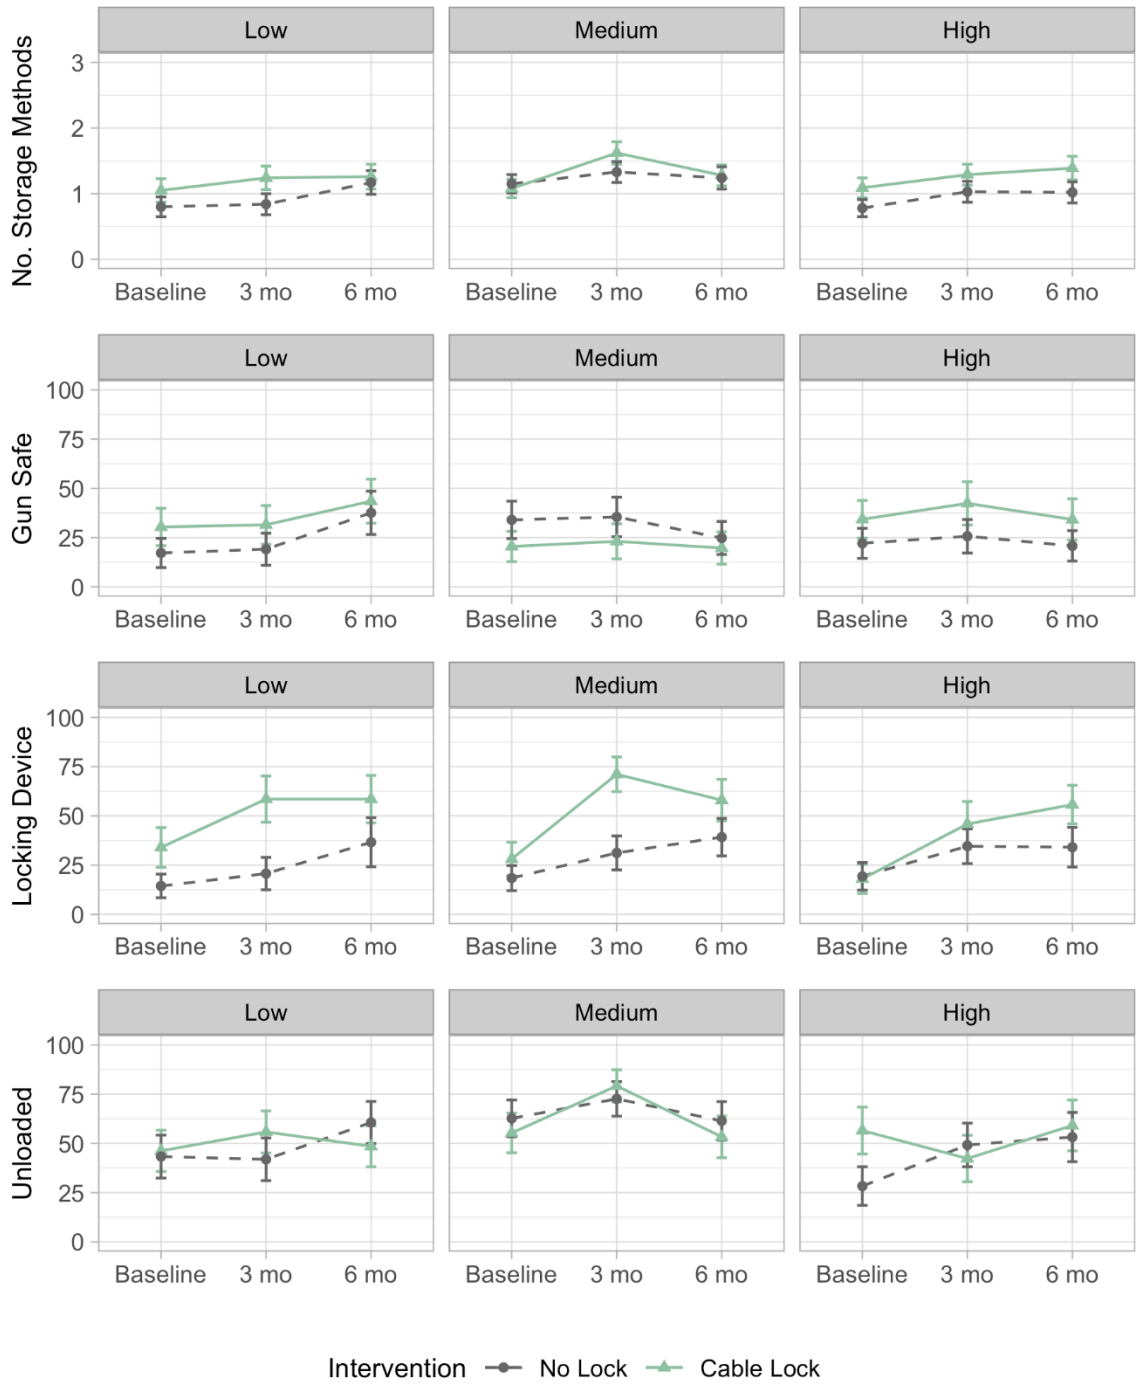 Low Medium High
No. Storage Methods
3
2
1
0
Baseline 3 mo 6 mo Baseline 3 mo 6 mo Baseline 3 mo 6 mo
Low Medium High
Gun Safe
100
75
50
25
0
Baseline 3 mo 6 mo Baseline 3 mo 6 mo Baseline 3 mo 6 mo
Low Medium High
Locking Device
100
75
50
25
0
Baseline 3 mo 6 mo Baseline 3 mo 6 mo Baseline 3 mo 6 mo
Low Medium High
Unloaded
100
75
50
25
0
Baseline 3 mo 6 mo Baseline 3 mo 6 mo Baseline 3 mo 6 mo
Intervention No Lock Cable Lock